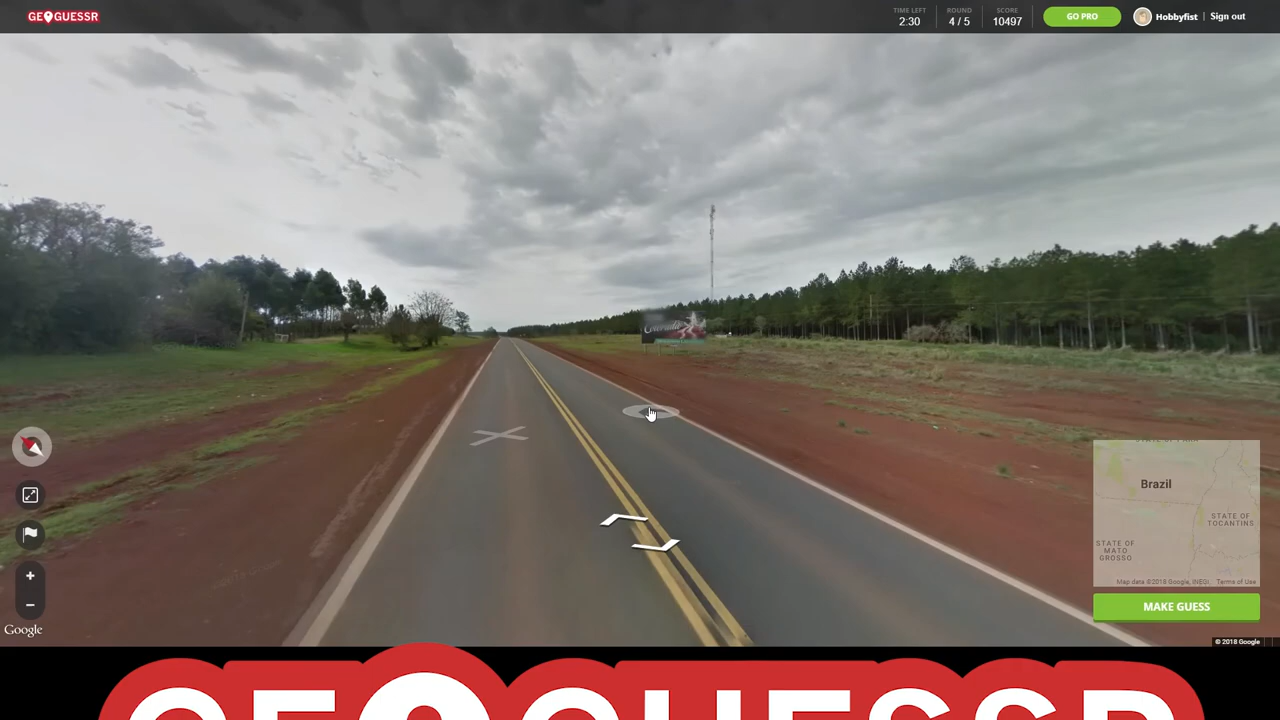 GEOGUESSR
TIME LEFT
2:30
ROUND
4 / 5
SCORE
10497
GO PRO
Hobbyfist
Sign out
Brazil
STATE OF
TOCANTINS
STATE OF
MATO
GROSSO
Map data ©2018 Google, INEGI
Terms of Use
MAKE GUESS
Google
© 2018 Google
GEOGUESSR